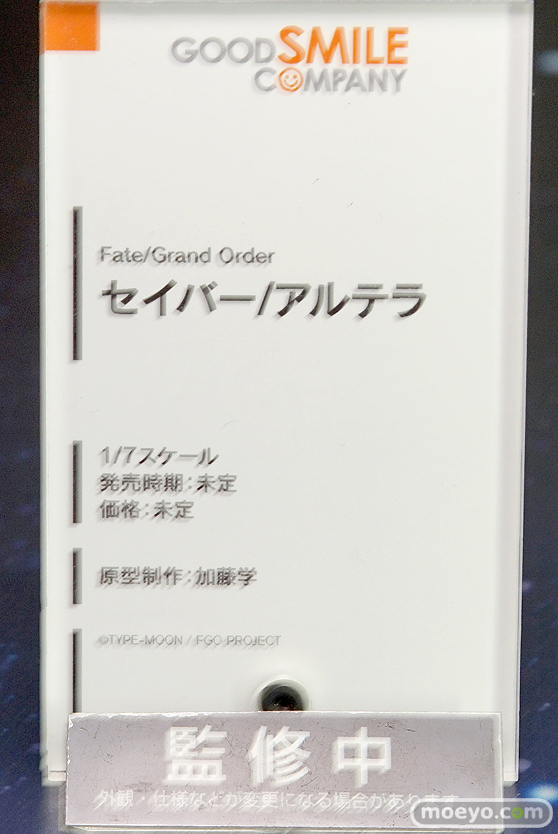 GOOD SMILE
COMPANY
Fate/Grand Order
セイバー/アルテラ
1/7スケール
発売時期:未定
価格:未定
原型制作:加藤学
©TYPE-MOON / FGO PROJECT
監修中
外観・仕様などが変更になる場合があります
moeyo.com